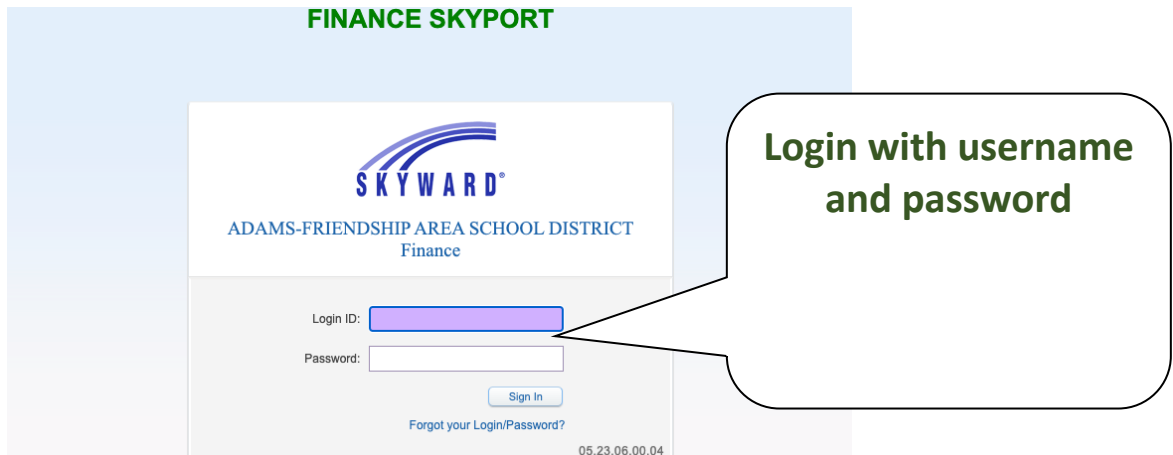 FINANCE SKYPORT
SKYWARD®
ADAMS-FRIENDSHIP AREA SCHOOL DISTRICT
Finance
Login with username
and password
Login ID:
Password:
Sign In
Forgot your Login/Password?
05.23.06.00.04